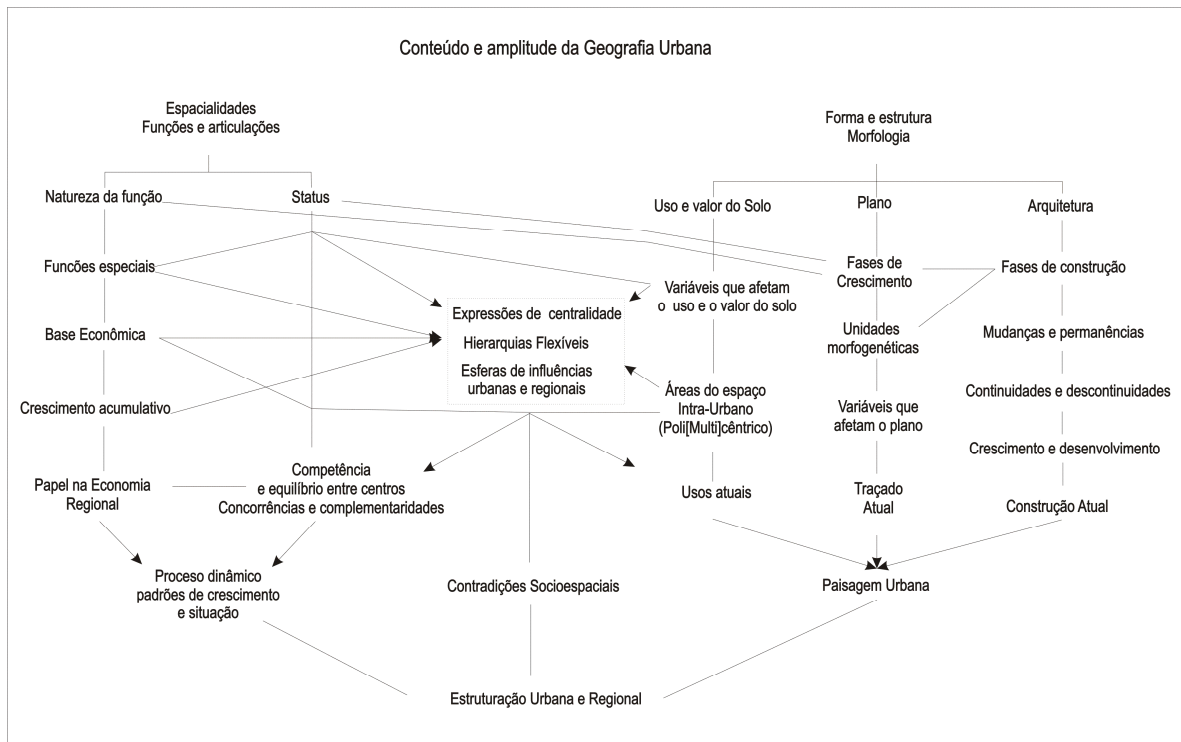 Conteúdo e amplitude da Geografia Urbana
Espacialidades
Funções e articulações
Forma e estrutura
Morfologia
Natureza da função
Status
Uso e valor do Solo
Plano
Arquitetura
Funcões especiais
Variáveis que afetam
o uso e o valor do solo
Fases de
Crescimento
Fases de construção
Expressões de centralidade
Hierarquias Flexíveis
Esferas de influências
urbanas e regionais
Base Econômica
Unidades
morfogenéticas
Mudanças e permanências
Crescimento acumulativo
Áreas do espaço
Intra-Urbano
(Poli[Multi]cêntrico)
Variáveis que
afetam o plano
Continuidades e descontinuidades
Crescimento e desenvolvimento
Papel na Economia
Regional
Competência
e equilíbrio entre centros
Concorrências e complementaridades
Usos atuais
Traçado
Atual
Construção Atual
Proceso dinâmico
padrões de crescimento
e situação
Contradições Socioespaciais
Paisagem Urbana
Estruturação Urbana e Regional